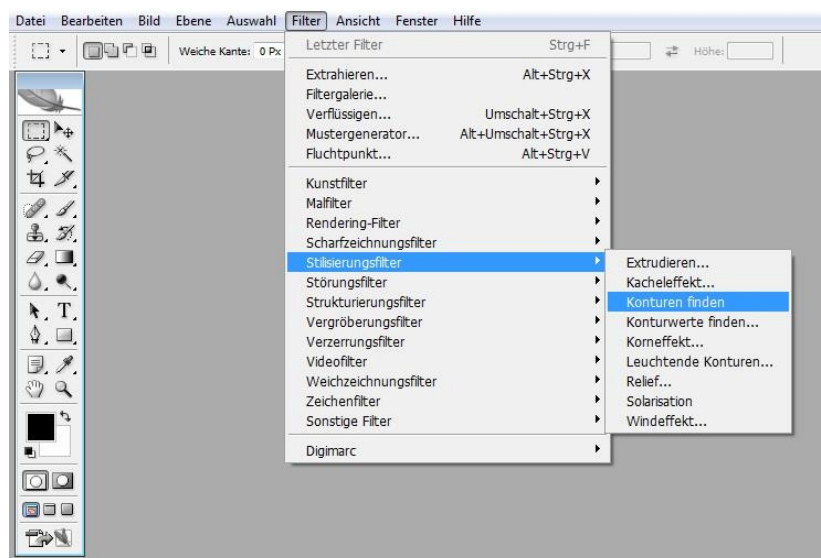 Datei Bearbeiten Bild Ebene Auswahl Filter Ansicht Fenster Hilfe
Weiche Kante: 0 Px Höhe:
Letzter Filter Strg+F
Extrahieren... Alt+Strg+X
Filtergalerie...
Verflüssigen... Umschalt+Strg+X
Mustergenerator... Alt+Umschalt+Strg+X
Fluchtpunkt... Alt+Strg+V
Kunstfilter
Malfilter
Rendering-Filter
Scharfzeichnungsfilter
Stilisierungsfilter
Störungsfilter
Strukturierungsfilter
Vergröberungsfilter
Verzerrungsfilter
Videofilter
Weichzeichnungsfilter
Zeichenfilter
Sonstige Filter
Digimarc
Extrudieren...
Kacheleffekt...
Konturen finden
Konturwerte finden...
Korneffekt...
Leuchtende Konturen...
Relief...
Solarisation
Windeffekt...
T